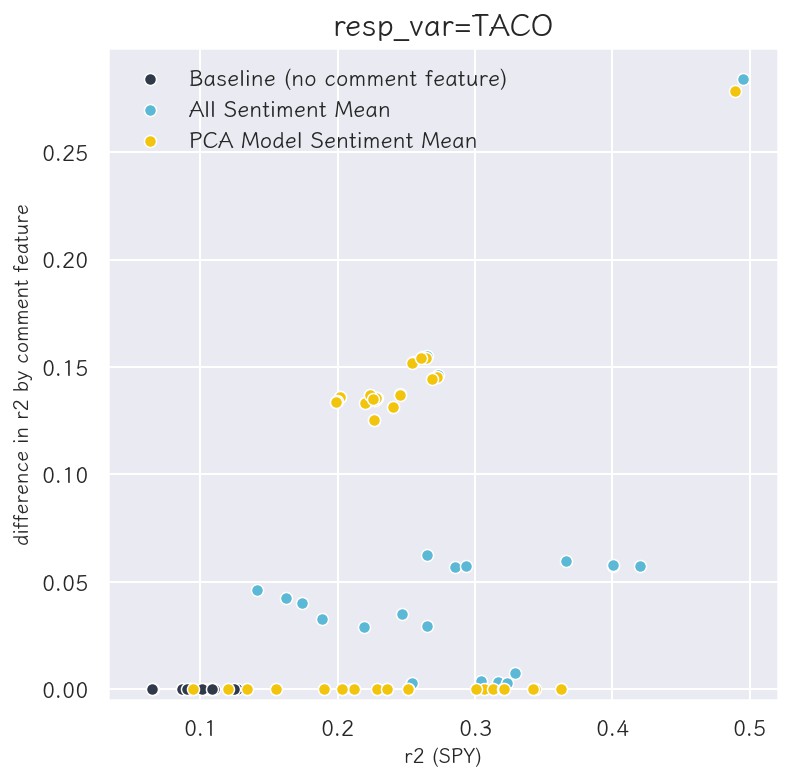 resp_var=TACO
Baseline (no comment feature)
All Sentiment Mean
PCA Model Sentiment Mean
difference in r2 by comment feature
0.25
0.20
0.15
0.10
0.05
0.00
0.1 0.2 0.3 0.4 0.5
r2 (SPY)